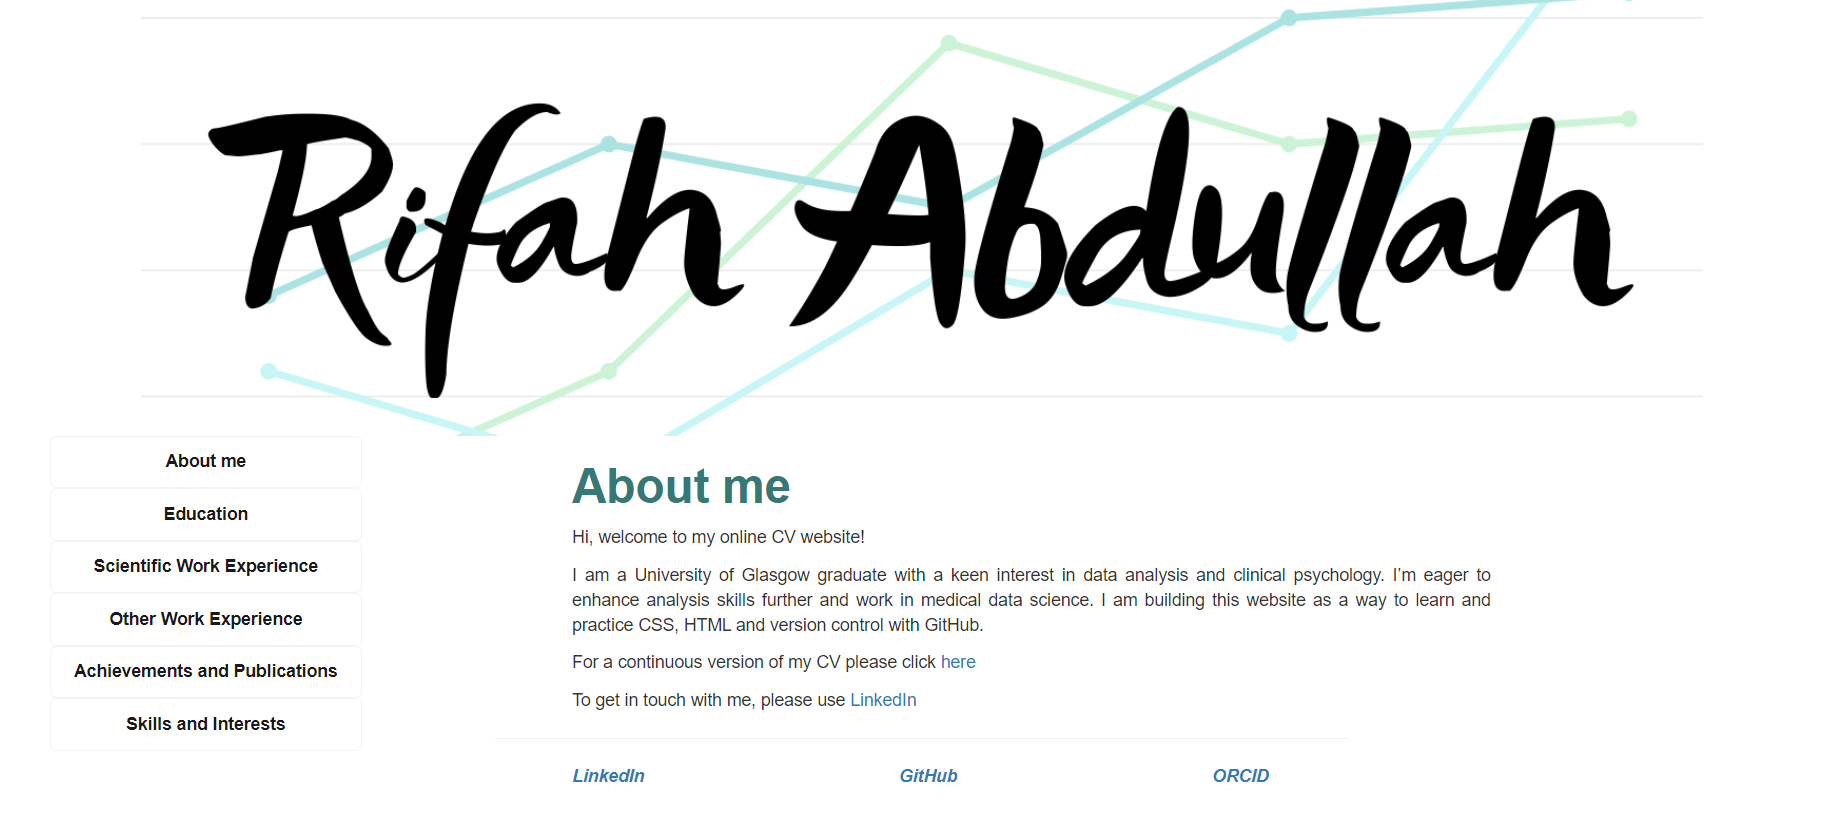 Rifah Abdullah
About me
Education
Scientific Work Experience
Other Work Experience
Achievements and Publications
Skills and Interests
About me
Hi, welcome to my online CV website!
I am a University of Glasgow graduate with a keen interest in data analysis and clinical psychology. I’m eager to
enhance analysis skills further and work in medical data science. I am building this website as a way to learn and
practice CSS, HTML and version control with GitHub.
For a continuous version of my CV please click here
To get in touch with me, please use LinkedIn
LinkedIn GitHub ORCID